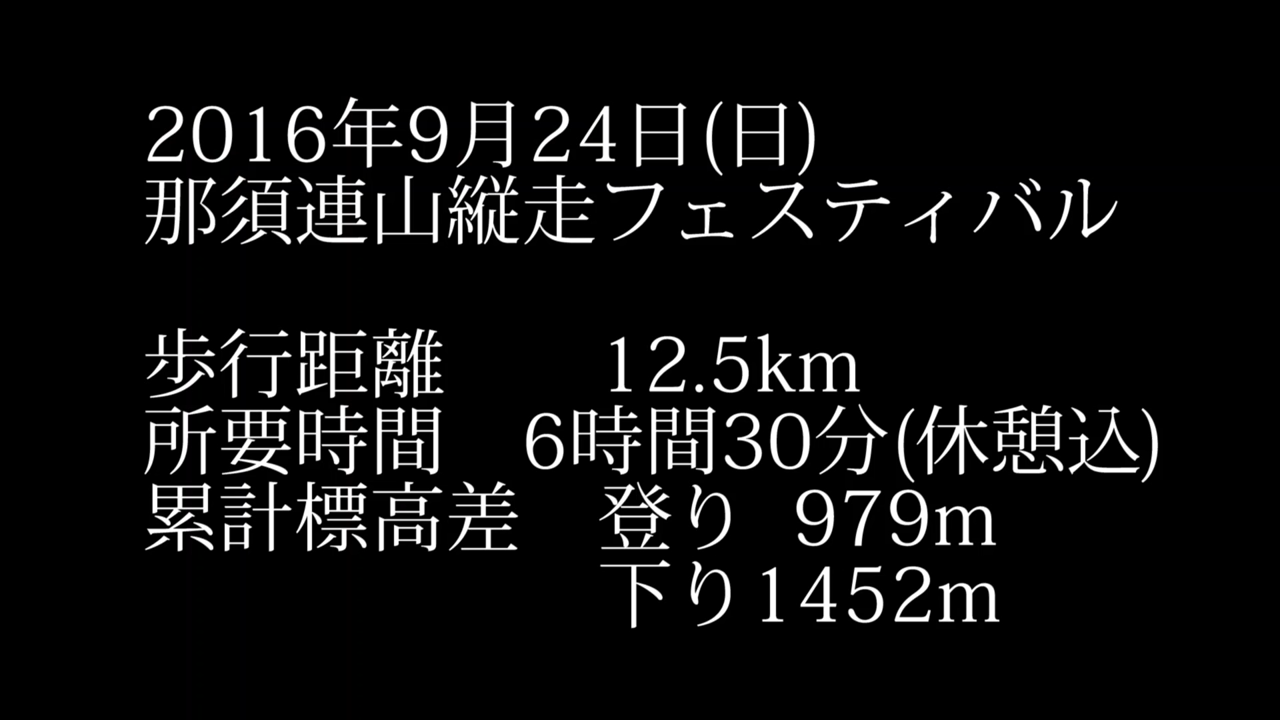 2016年9月24日(日)
那須連山縦走フェスティバル
歩行距離　　12.5km
所要時間　6時間30分(休憩込)
累計標高差　登り 979m
下り1452m